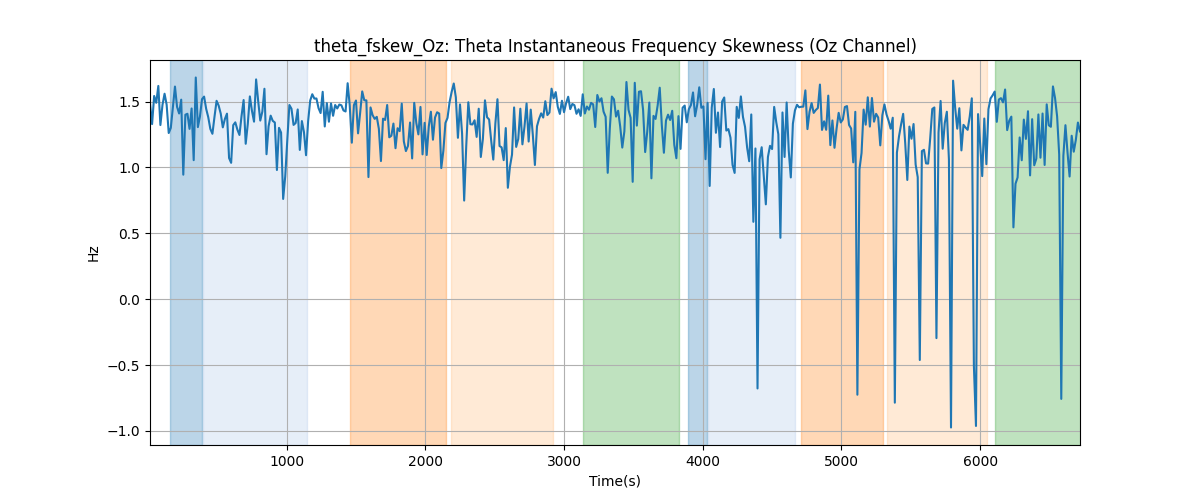 theta_fskew_Oz: Theta Instantaneous Frequency Skewness (Oz Channel)
1.5
1.0
0.5
0.0
−0.5
−1.0
Hz
1000 2000 3000 4000 5000 6000
Time(s)